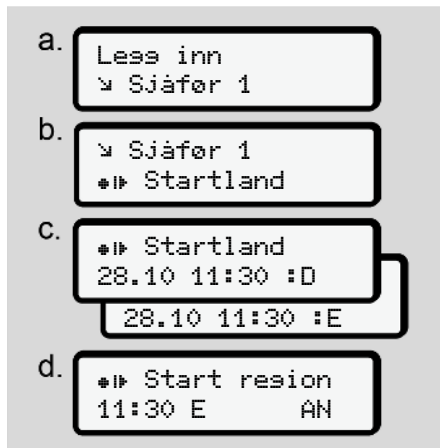 a.
Legg inn
Sjåfør 1
b.
Sjåfør 1
Startland
c.
Startland
28.10 11:30 :D
28.10 11:30 :E
d.
Start region
11:30 E AN